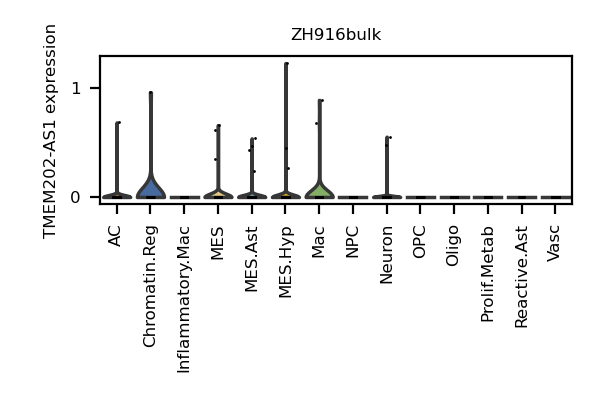 ZH916bulk
TMEM202-AS1 expression
1
0
AC
Chromatin.Reg
Inflammatory.Mac
MES
MES.Ast
MES.Hyp
Mac
NPC
Neuron
OPC
Oligo
Prolif.Metab
Reactive.Ast
Vasc